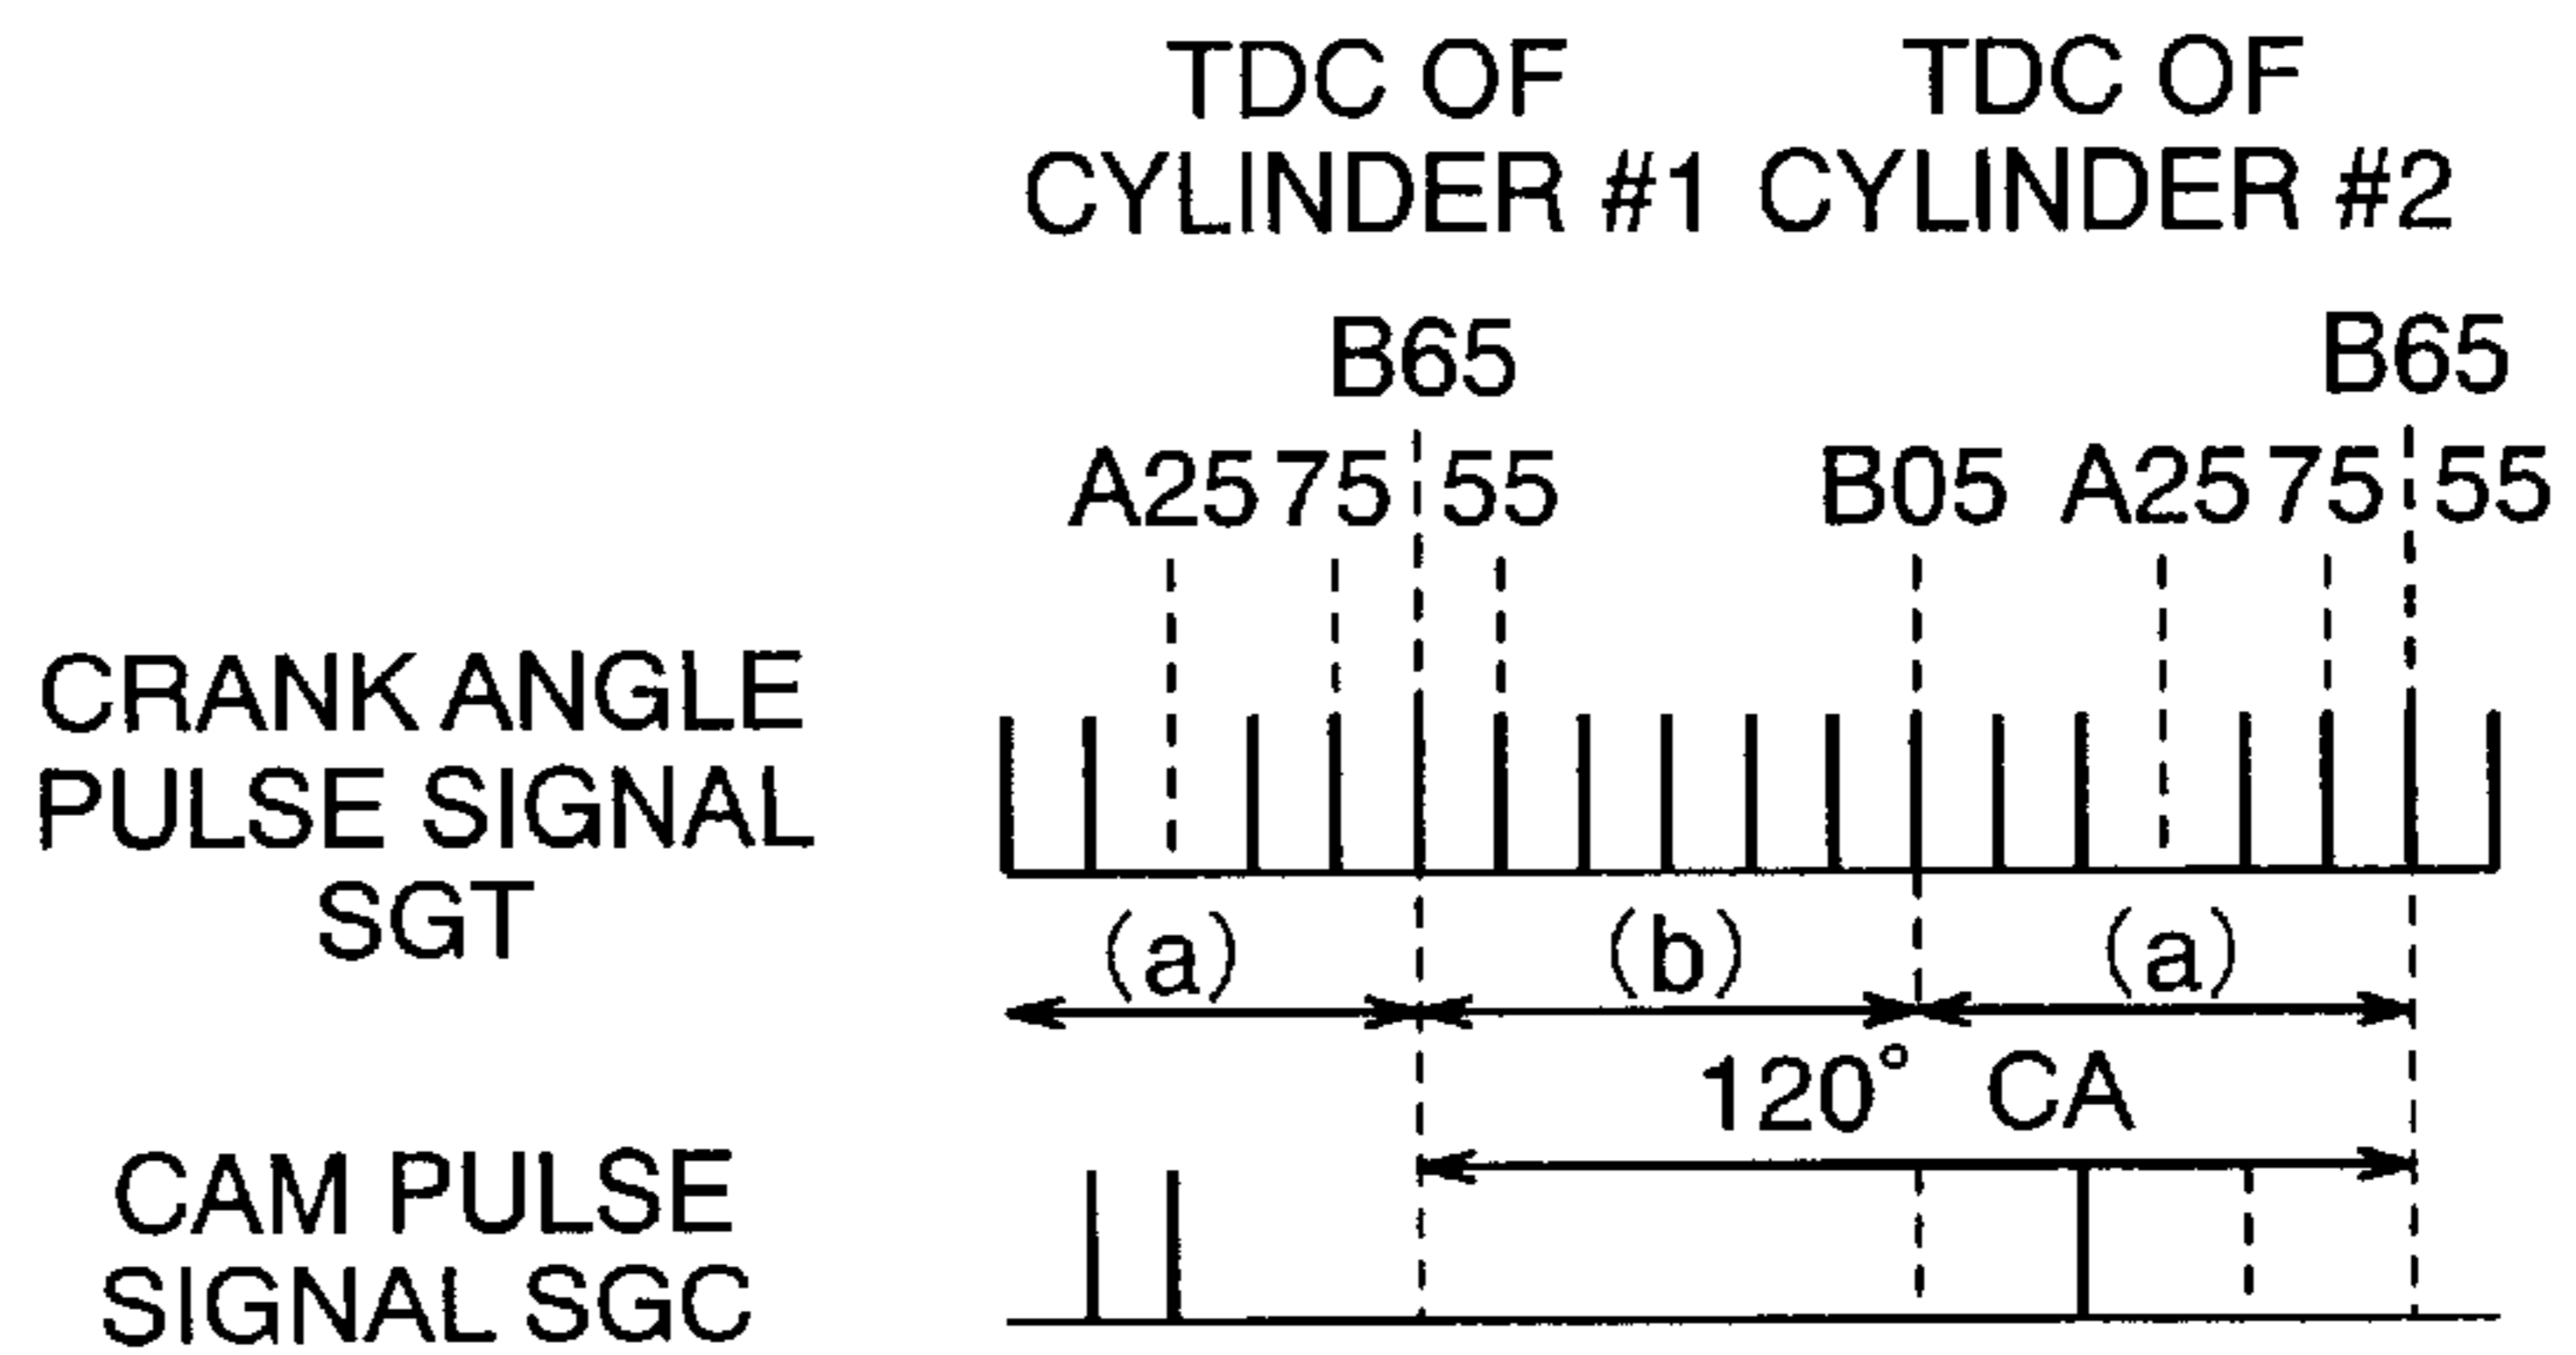 TDC OF TDC OF
CYLINDER #1 CYLINDER #2
B65 B65
A25 75 55 B05 A25 75 55
CRANK ANGLE
PULSE SIGNAL
SGT
(a) (b) (a)
120° CA
CAM PULSE
SIGNAL SGC